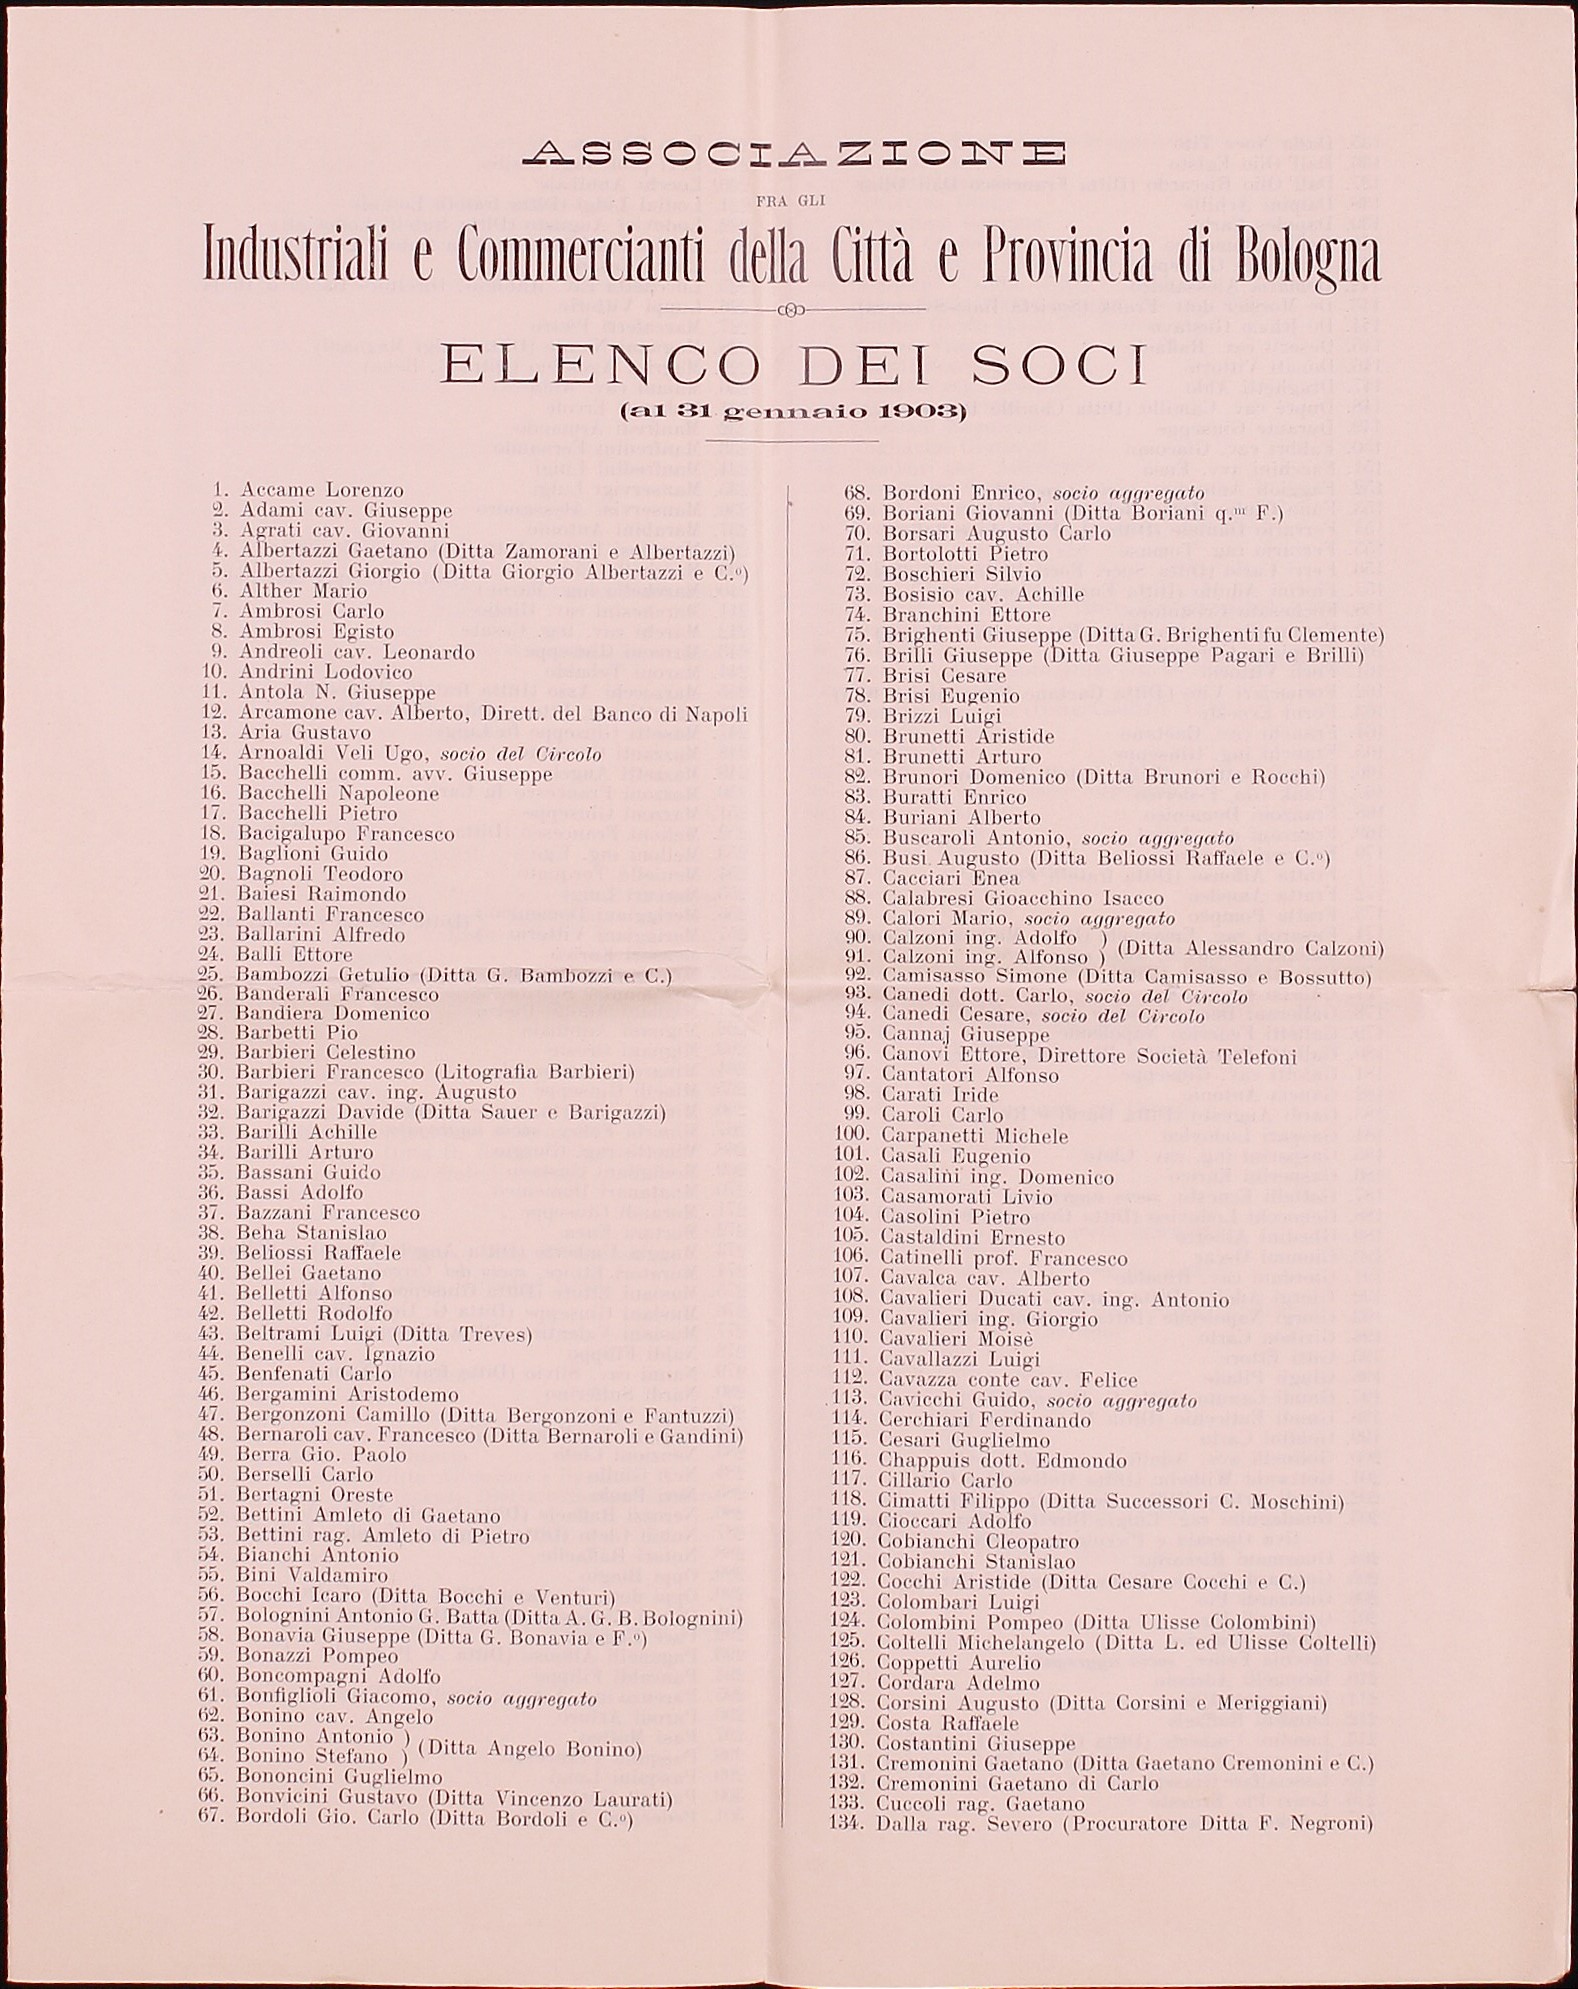 ASSOCIAZIONE
FRA GLI
Industriali e Commercianti della Città e Provincia di Bologna
ELENCO DEI SOCI
(al 31 gennaio 1903)
1. Accame Lorenzo
2. Adami cav. Giuseppe
3. Agrati cav. Giovanni
4. Albertazzi Gaetano (Ditta Zamorani e Albertazzi)
5. Albertazzi Giorgio (Ditta Giorgio Albertazzi e C.º)
6. Alther Mario
7. Ambrosi Carlo
8. Ambrosi Egisto
9. Andreoli cav. Leonardo
10. Andrini Lodovico
11. Antola N. Giuseppe
12. Arcamone cav. Alberto, Dirett. del Banco di Napoli
13. Aria Gustavo
14. Arnoaldi Veli Ugo, socio del Circolo
15. Bacchelli comm. avv. Giuseppe
16. Bacchelli Napoleone
17. Bacchelli Pietro
18. Bacigalupo Francesco
19. Baglioni Guido
20. Bagnoli Teodoro
21. Baiesi Raimondo
22. Ballanti Francesco
23. Ballarini Alfredo
24. Balli Ettore
25. Bambozzi Getulio (Ditta G. Bambozzi e C.)
26. Banderali Francesco
27. Bandiera Domenico
28. Barbetti Pio
29. Barbieri Celestino
30. Barbieri Francesco (Litografia Barbieri)
31. Barigazzi cav. ing. Augusto
32. Barigazzi Davide (Ditta Sauer e Barigazzi)
33. Barilli Achille
34. Barilli Arturo
35. Bassani Guido
36. Bassi Adolfo
37. Bazzani Francesco
38. Beha Stanislao
39. Beliossi Raffaele
40. Bellei Gaetano
41. Belletti Alfonso
42. Belletti Rodolfo
43. Beltrami Luigi (Ditta Treves)
44. Benelli cav. Ignazio
45. Benfenati Carlo
46. Bergamini Aristodemo
47. Bergonzoni Camillo (Ditta Bergonzoni e Fantuzzi)
48. Bernaroli cav. Francesco (Ditta Bernaroli e Gandini)
49. Berra Gio. Paolo
50. Berselli Carlo
51. Bertagni Oreste
52. Bettini Amleto di Gaetano
53. Bettini rag. Amleto di Pietro
54. Bianchi Antonio
55. Bini Valdamiro
56. Bocchi Icaro (Ditta Bocchi e Venturi)
57. Bolognini Antonio G. Batta (Ditta A. G. B. Bolognini)
58. Bonavia Giuseppe (Ditta G. Bonavia e F.º)
59. Bonazzi Pompeo
60. Boncompagni Adolfo
61. Bonfiglioli Giacomo, socio aggregato
62. Bonino cav. Angelo
63. Bonino Antonio )
64. Bonino Stefano ) (Ditta Angelo Bonino)
65. Bononcini Guglielmo
66. Bonvicini Gustavo (Ditta Vincenzo Laurati)
67. Bordoli Gio. Carlo (Ditta Bordoli e C.º)
68. Bordoni Enrico, socio aggregato
69. Boriani Giovanni (Ditta Boriani q.ᵐ F.)
70. Borsari Augusto Carlo
71. Bortolotti Pietro
72. Boschieri Silvio
73. Bosisio cav. Achille
74. Branchini Ettore
75. Brighenti Giuseppe (Ditta G. Brighenti fu Clemente)
76. Brilli Giuseppe (Ditta Giuseppe Pagari e Brilli)
77. Brisi Cesare
78. Brisi Eugenio
79. Brizzi Luigi
80. Brunetti Aristide
81. Brunetti Arturo
82. Brunori Domenico (Ditta Brunori e Rocchi)
83. Buratti Enrico
84. Buriani Alberto
85. Buscaroli Antonio, socio aggregato
86. Busi Augusto (Ditta Beliossi Raffaele e C.º)
87. Cacciari Enea
88. Calabresi Gioacchino Isacco
89. Calori Mario, socio aggregato
90. Calzoni ing. Adolfo )
91. Calzoni ing. Alfonso ) (Ditta Alessandro Calzoni)
92. Camisasso Simone (Ditta Camisasso e Bossutto)
93. Canedi dott. Carlo, socio del Circolo
94. Canedi Cesare, socio del Circolo
95. Cannaj Giuseppe
96. Canovi Ettore, Direttore Società Telefoni
97. Cantatori Alfonso
98. Carati Iride
99. Caroli Carlo
100. Carpanetti Michele
101. Casali Eugenio
102. Casalini ing. Domenico
103. Casamorati Livio
104. Casolini Pietro
105. Castaldini Ernesto
106. Catinelli prof. Francesco
107. Cavalca cav. Alberto
108. Cavalieri Ducati cav. ing. Antonio
109. Cavalieri ing. Giorgio
110. Cavalieri Moisè
111. Cavallazzi Luigi
112. Cavazza conte cav. Felice
113. Cavicchi Guido, socio aggregato
114. Cerchiari Ferdinando
115. Cesari Guglielmo
116. Chappuis dott. Edmondo
117. Cillario Carlo
118. Cimatti Filippo (Ditta Successori C. Moschini)
119. Cioccari Adolfo
120. Cobianchi Cleopatro
121. Cobianchi Stanislao
122. Cocchi Aristide (Ditta Cesare Cocchi e C.)
123. Colombari Luigi
124. Colombini Pompeo (Ditta Ulisse Colombini)
125. Coltelli Michelangelo (Ditta L. ed Ulisse Coltelli)
126. Coppetti Aurelio
127. Cordara Adelmo
128. Corsini Augusto (Ditta Corsini e Meriggiani)
129. Costa Raffaele
130. Costantini Giuseppe
131. Cremonini Gaetano (Ditta Gaetano Cremonini e C.)
132. Cremonini Gaetano di Carlo
133. Cuccoli rag. Gaetano
134. Dalla rag. Severo (Procuratore Ditta F. Negroni)